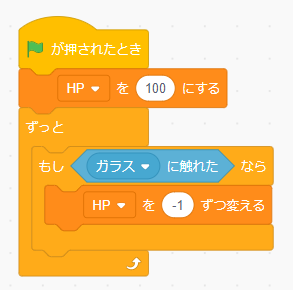 が押されたとき
HP を 100 にする
ずっと
もし ガラス に触れた なら
HP を -1 ずつ変える